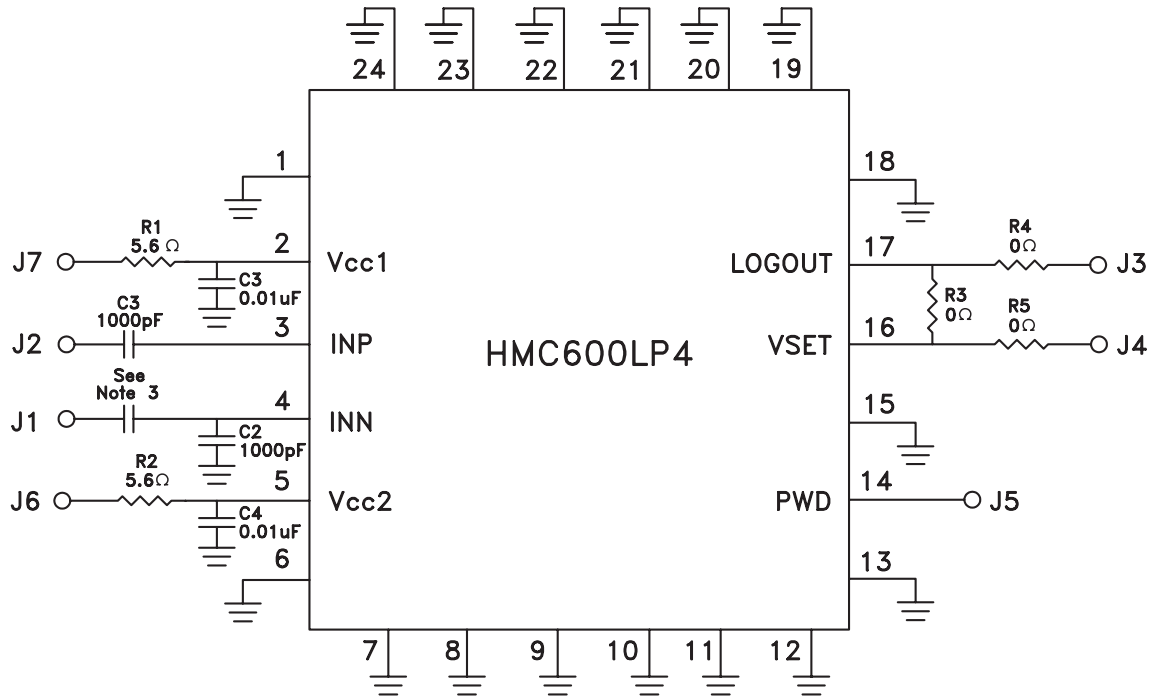 24 23 22 21 20 19
1
18
R1
5.6 Ω
2
17
R4
0Ω
J7
Vcc1
LOGOUT
J3
C3
0.01uF
R3
0Ω
C3
1000pF
3
16
R5
0Ω
J2
INP
HMC600LP4
VSET
J4
See
Note 3
4
15
J1
INN
C2
1000pF
R2
5.6Ω
5
14
J6
Vcc2
PWD
J5
C4
0.01uF
6
13
7 8 9 10 11 12